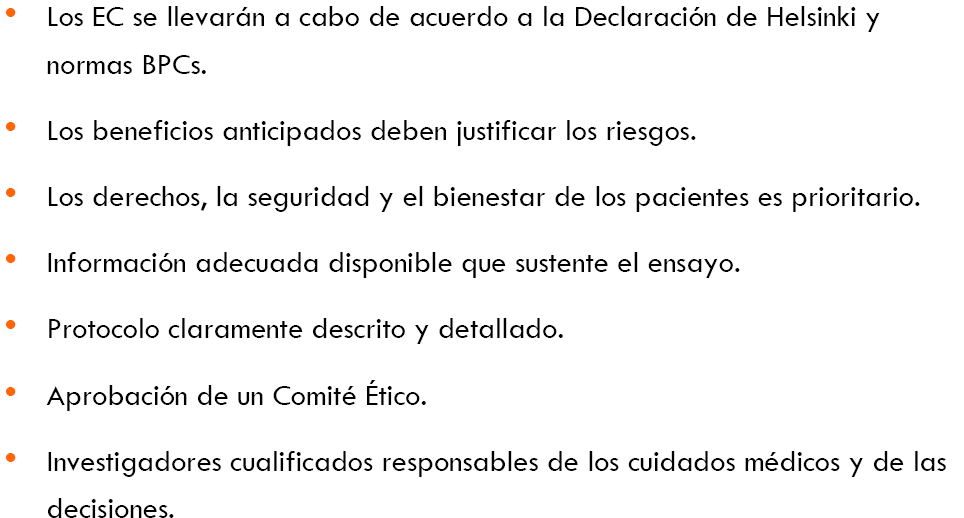 • Los EC se llevarán a cabo de acuerdo a la Declaración de Helsinki y
normas BPCs.
• Los beneficios anticipados deben justificar los riesgos.
• Los derechos, la seguridad y el bienestar de los pacientes es prioritario.
• Información adecuada disponible que sustente el ensayo.
• Protocolo claramente descrito y detallado.
• Aprobación de un Comité Ético.
• Investigadores cualificados responsables de los cuidados médicos y de las
decisiones.